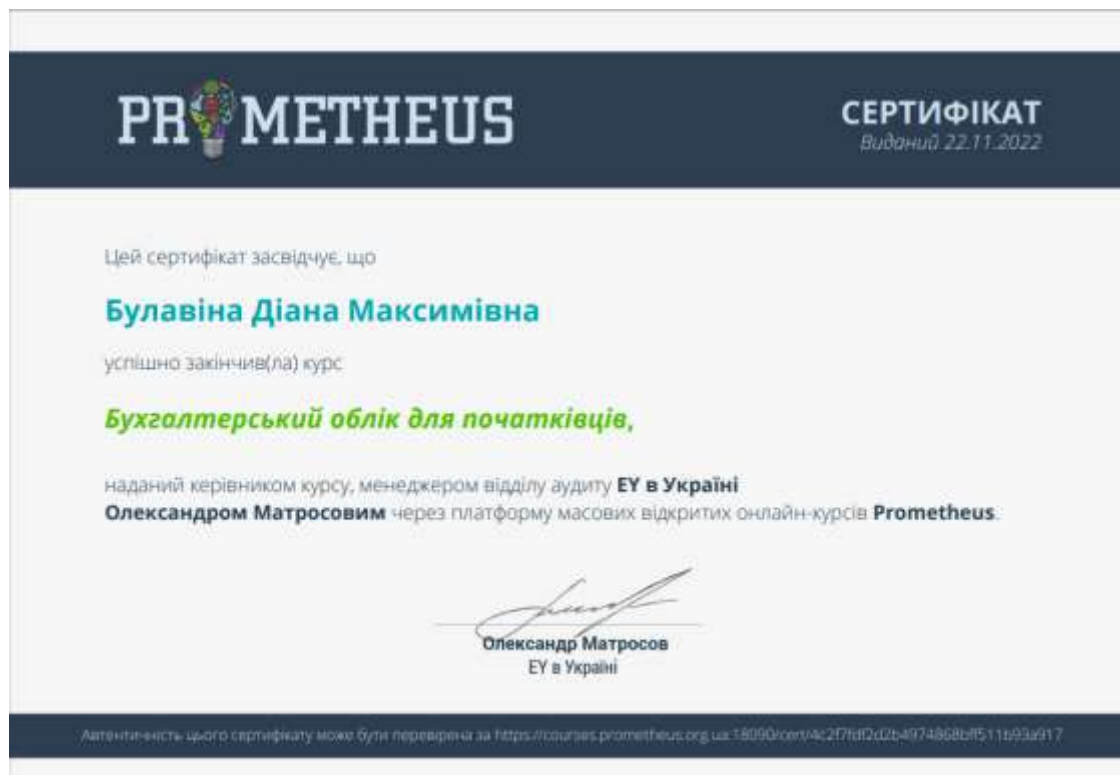 PROMETHEUS
СЕРТИФІКАТ
Виданий 22.11.2022
Цей сертифікат засвідчує, що
Булавіна Діана Максимівна
успішно закінчив(ла) курс
Бухгалтерський облік для початківців,
наданий керівником курсу, менеджером відділу аудиту EY в Україні
Олександром Матросовим через платформу масових відкритих онлайн-курсів Prometheus.
Олександр Матросов
EY в Україні
Автентичність цього сертифікату може бути перевірена за